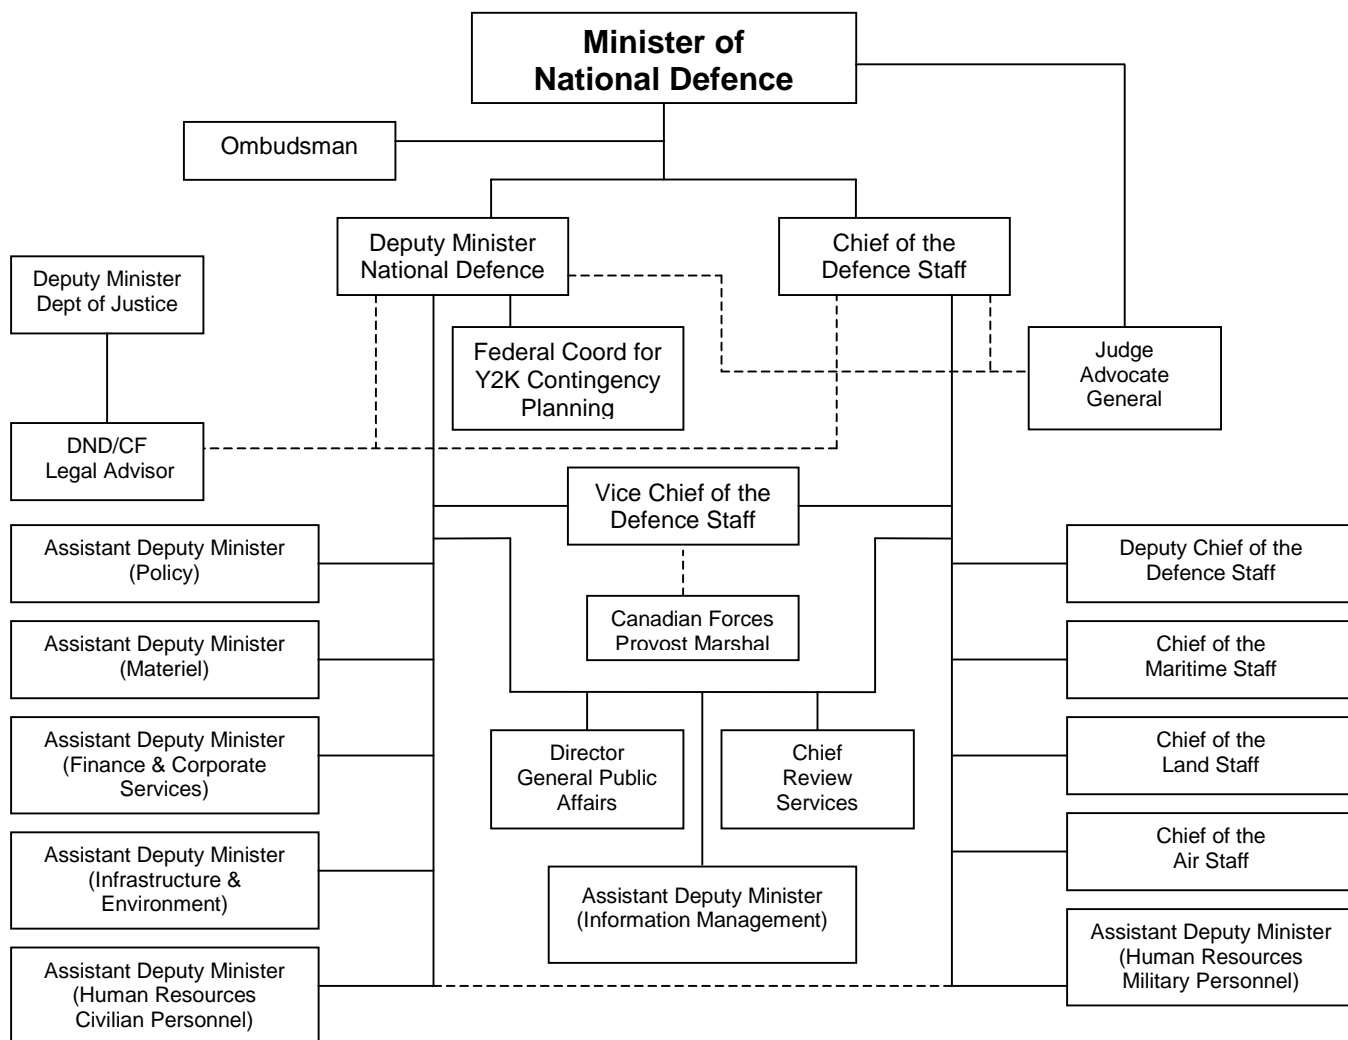 Minister of
National Defence
Ombudsman
Deputy Minister
National Defence
Chief of the
Defence Staff
Deputy Minister
Dept of Justice
Federal Coord for
Y2K Contingency
Planning
Judge
Advocate
General
DND/CF
Legal Advisor
Vice Chief of the
Defence Staff
Assistant Deputy Minister
(Policy)
Deputy Chief of the
Defence Staff
Canadian Forces
Provost Marshal
Assistant Deputy Minister
(Materiel)
Chief of the
Maritime Staff
Assistant Deputy Minister
(Finance & Corporate
Services)
Director
General Public
Affairs
Chief
Review
Services
Chief of the
Land Staff
Assistant Deputy Minister
(Infrastructure &
Environment)
Chief of the
Air Staff
Assistant Deputy Minister
(Information Management)
Assistant Deputy Minister
(Human Resources
Civilian Personnel)
Assistant Deputy Minister
(Human Resources
Military Personnel)